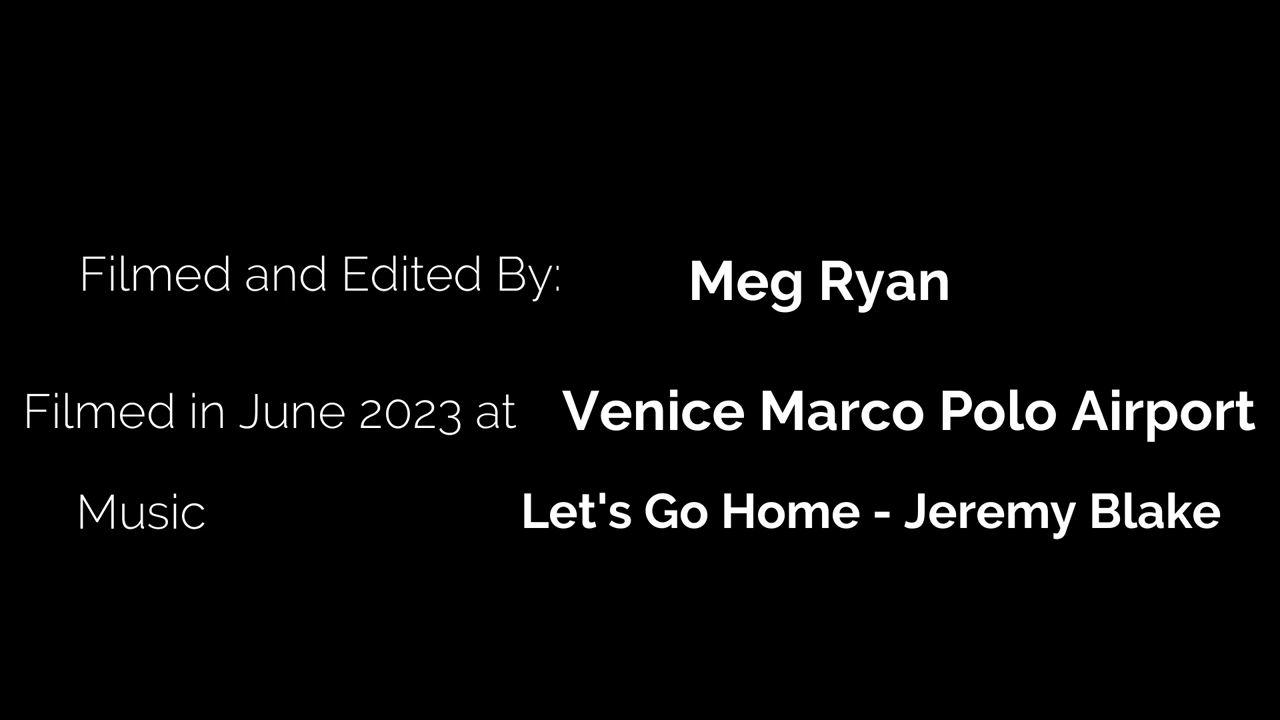 Filmed and Edited By: Meg Ryan
Filmed in June 2023 at Venice Marco Polo Airport
Music Let's Go Home - Jeremy Blake